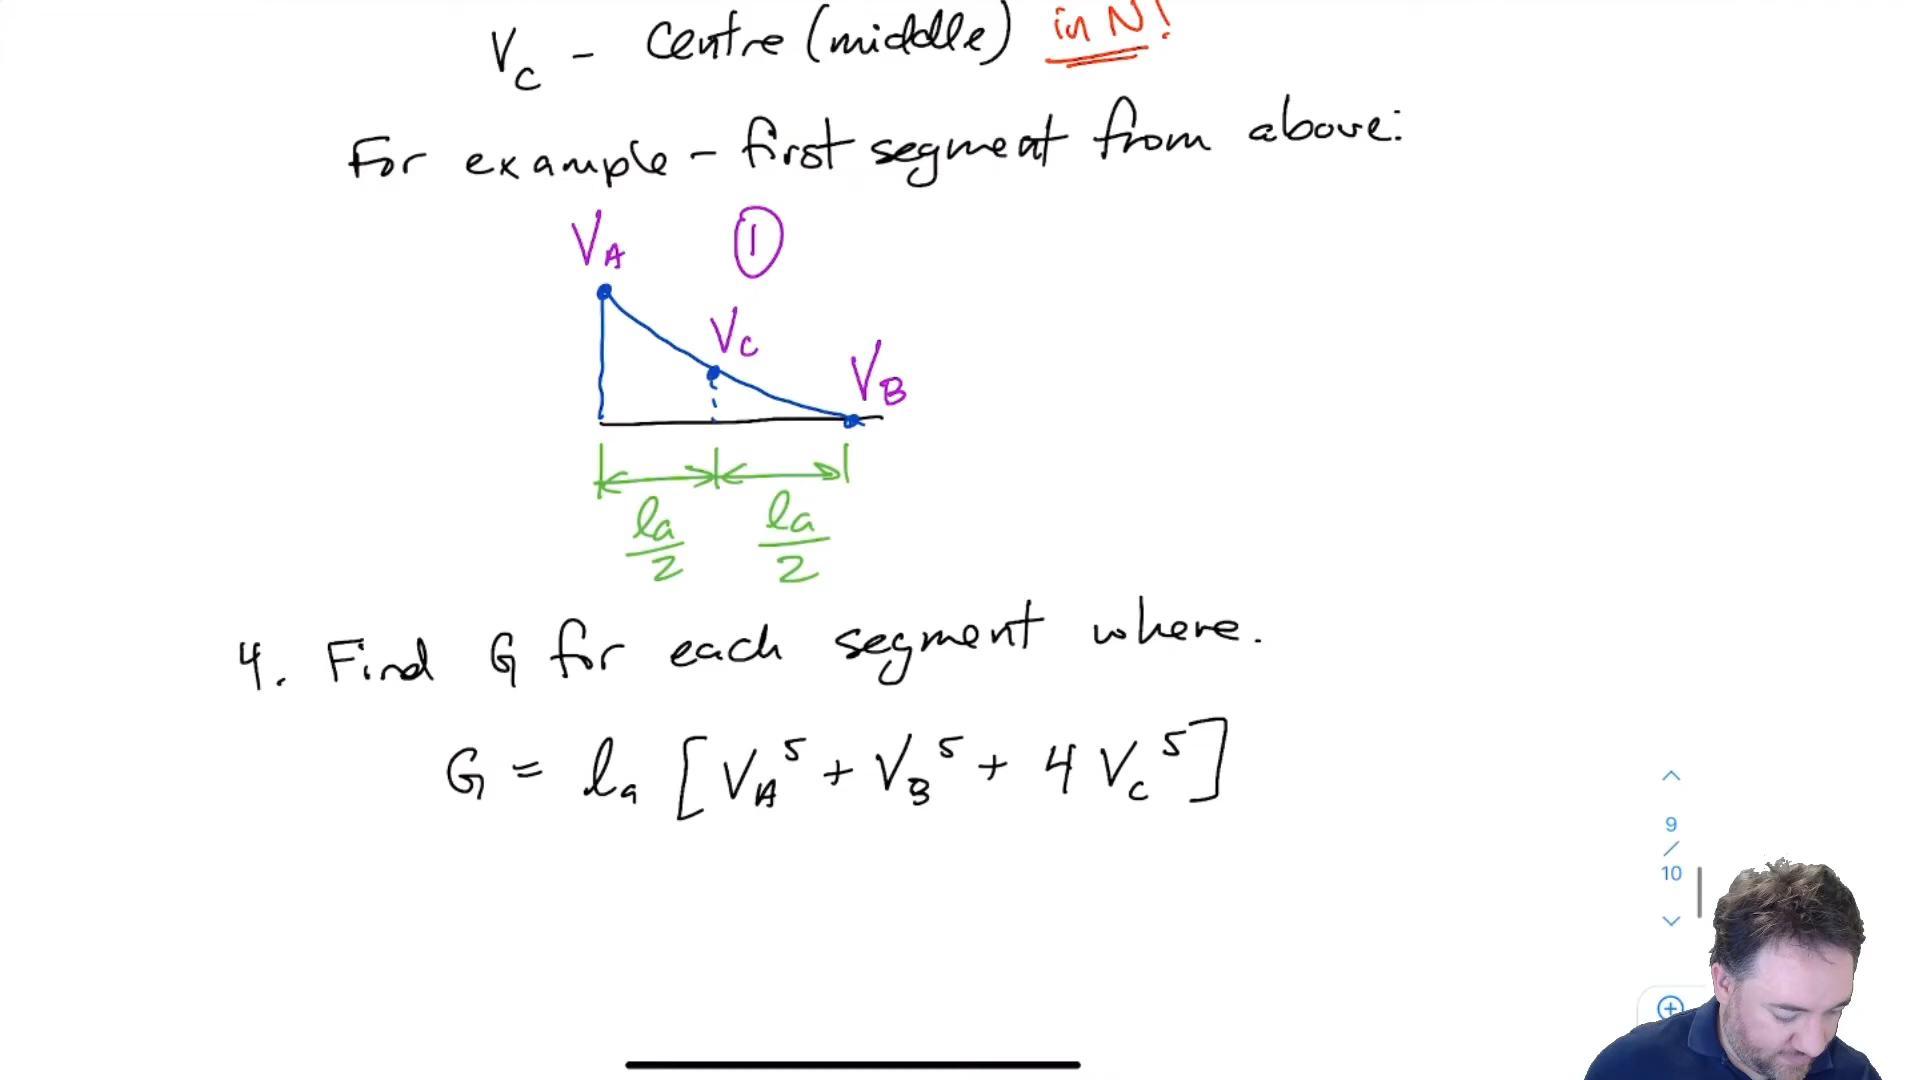 V_C - Centre (middle) in N!
For example - first segment from above:
V_A ①
V_C
V_B
la/2 la/2
4. Find G for each segment where.
G = la [V_A^5 + V_B^5 + 4 V_C^5]
9
/
10